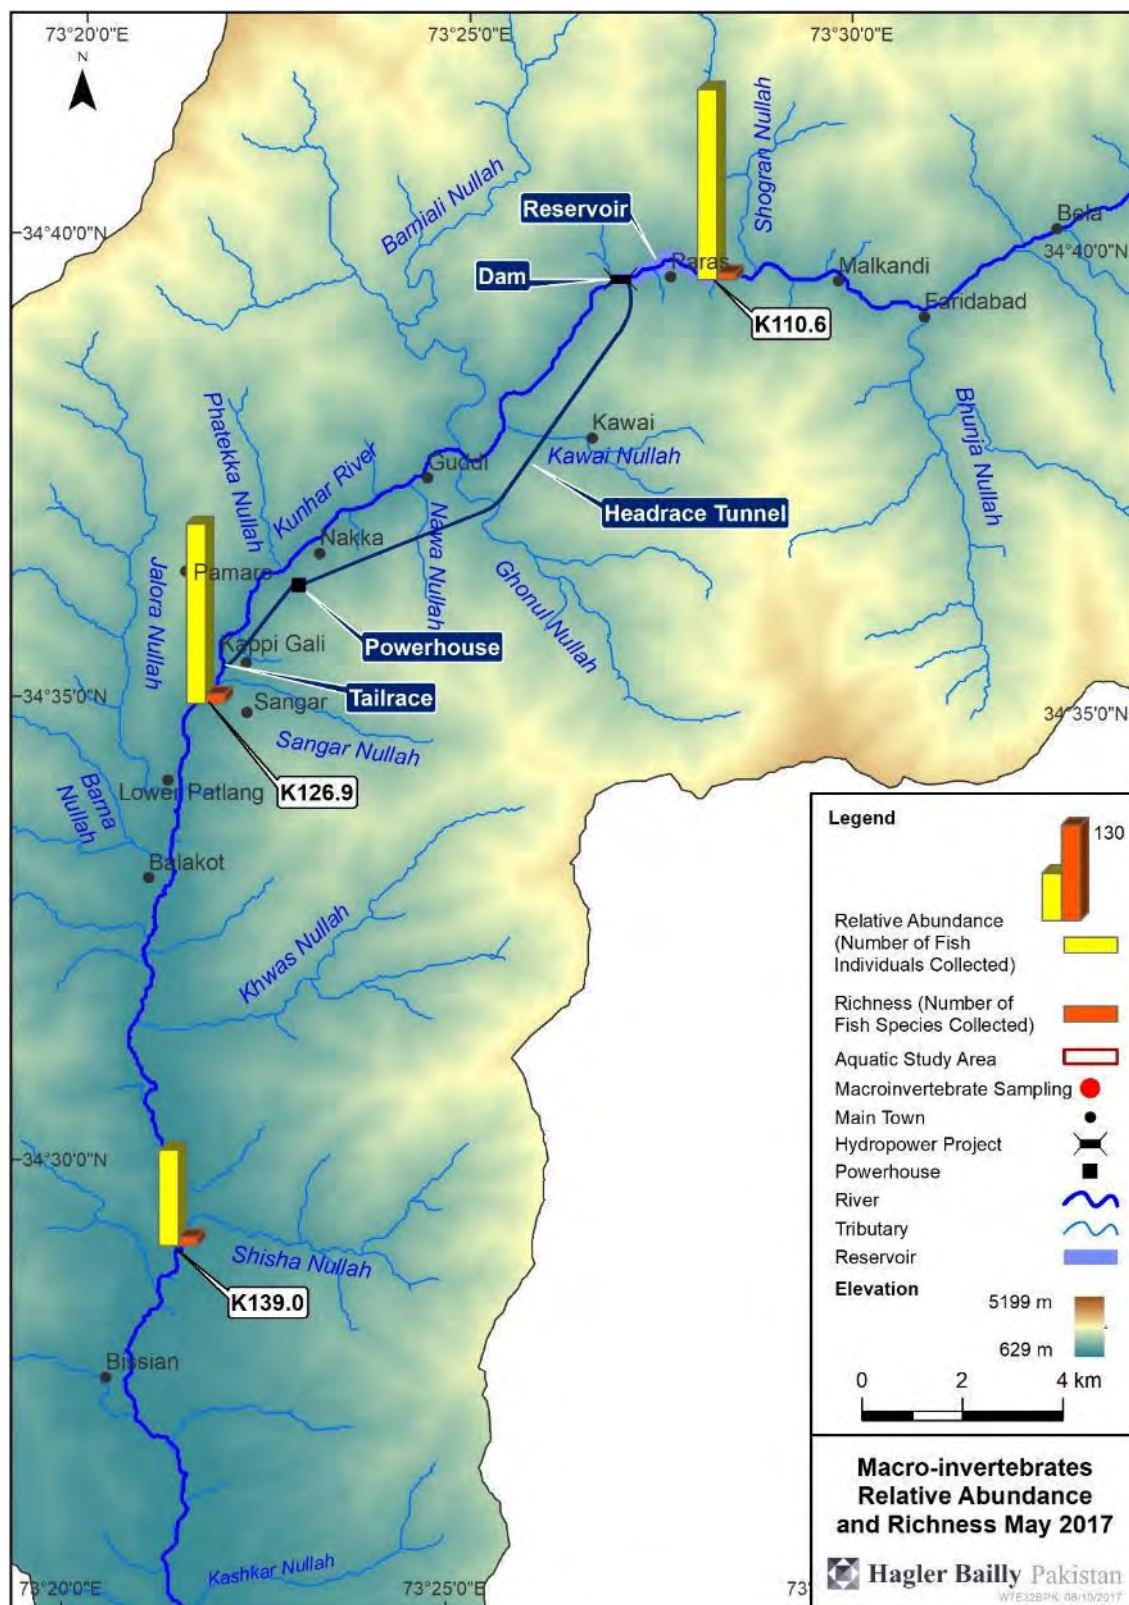 73°20'0"E
73°25'0"E
73°30'0"E
N
Shogran Nullah
Barniali Nullah
Reservoir
Bela
34°40'0"N
34°40'0"N
Dam
Paras
Malkandi
Faridabad
K110.6
Phatekka Nullah
Kunhar River
Kawai
Kawai Nullah
Bhunja Nullah
Guddi
Headrace Tunnel
Nakka
Nawa Nullah
Jalora Nullah
Pamara
Ghonul Nullah
Kappi Gali
Powerhouse
34°35'0"N
Tailrace
Sangar
34°35'0"N
Sangar Nullah
Barna
Nullah
Lower Patlang
K126.9
Balakot
Khwas Nullah
34°30'0"N
Shisha Nullah
K139.0
Bissian
Kashkar Nullah
73°20'0"E
73°25'0"E
73°
Legend
130
Relative Abundance
(Number of Fish
Individuals Collected)
Richness (Number of
Fish Species Collected)
Aquatic Study Area
Macroinvertebrate Sampling
Main Town
Hydropower Project
Powerhouse
River
Tributary
Reservoir
Elevation
5199 m
629 m
0 2 4 km
Macro-invertebrates
Relative Abundance
and Richness May 2017
Hagler Bailly Pakistan